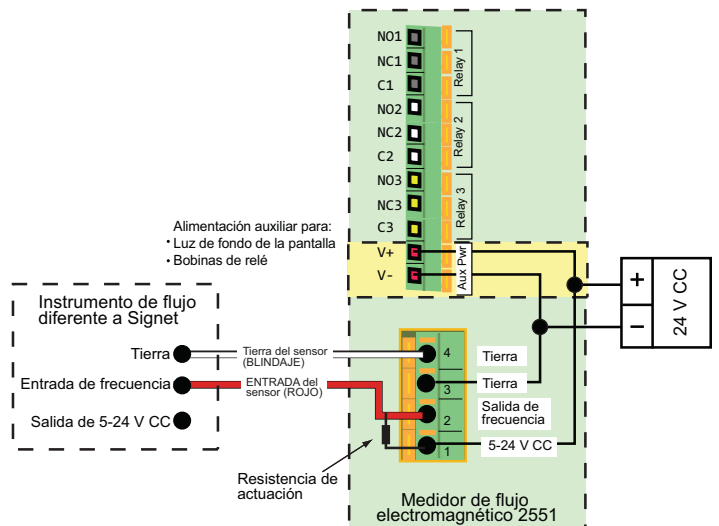 NO1
NC1
C1
Relay 1
NO2
NC2
C2
Relay 2
NO3
NC3
C3
Relay 3
Alimentación auxiliar para:
• Luz de fondo de la pantalla
• Bobinas de relé
V+
V-
Aux Pwr
+
−
24 V CC
Instrumento de flujo
diferente a Signet
Tierra
Entrada de frecuencia
Salida de 5-24 V CC
Tierra del sensor
(BLINDAJE)
ENTRADA del
sensor (ROJO)
4
Tierra
3
Tierra
2
Salida de
frecuencia
1
5-24 V CC
Resistencia de
actuación
Medidor de flujo
electromagnético 2551